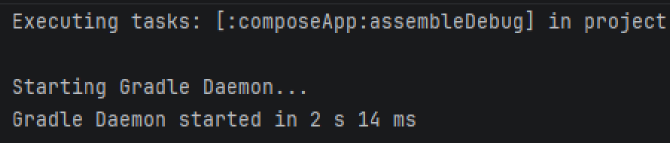 Executing tasks: [:composeApp:assembleDebug] in project
Starting Gradle Daemon...
Gradle Daemon started in 2 s 14 ms